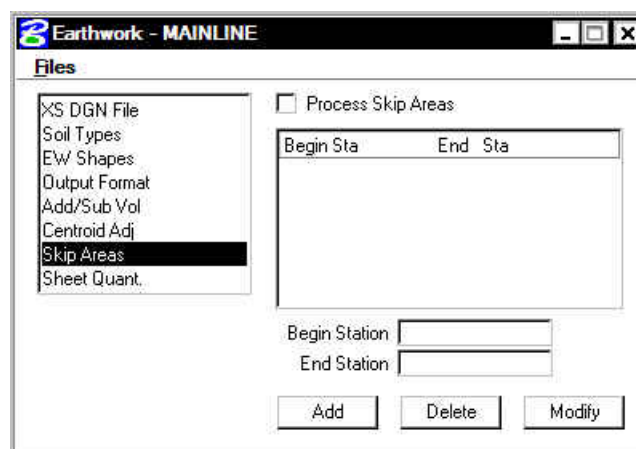 Earthwork - MAINLINE
Files
XS DGN File
Soil Types
EW Shapes
Output Format
Add/Sub Vol
Centroid Adj
Skip Areas
Sheet Quant.
Process Skip Areas
Begin Sta End Sta
Begin Station
End Station
Add Delete Modify